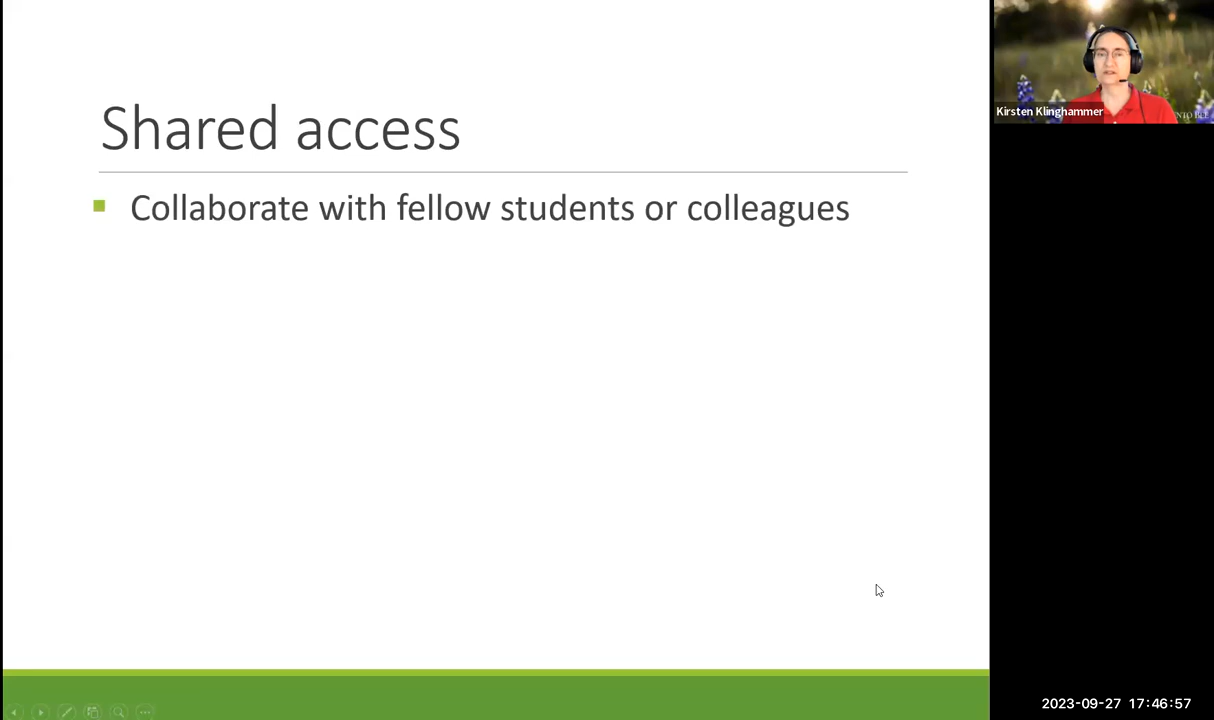 Shared access
Collaborate with fellow students or colleagues
Kirsten Klinghammer
2023-09-27 17:46:57